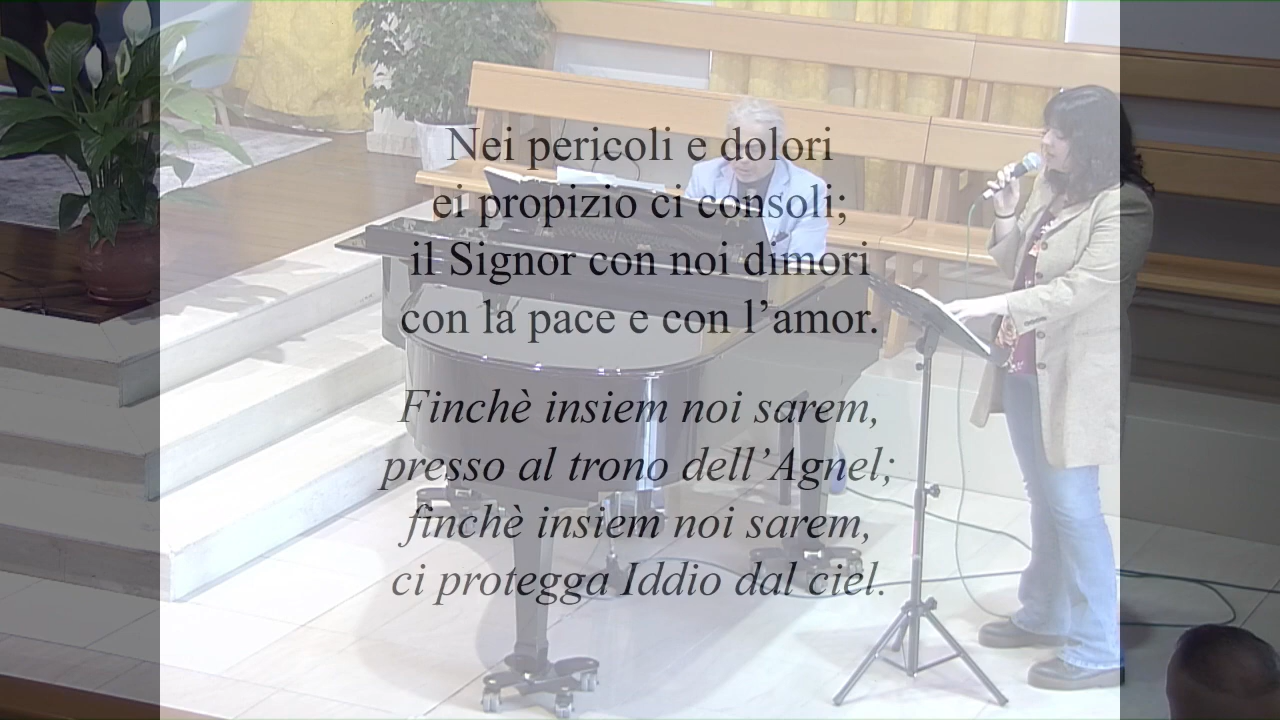 Nei pericoli e dolori
ei propizio ci consoli;
il Signor con noi dimori
con la pace e con l’amor.
Finchè insiem noi sarem,
presso al trono dell’Agnel;
finchè insiem noi sarem,
ci protegga Iddio dal ciel.